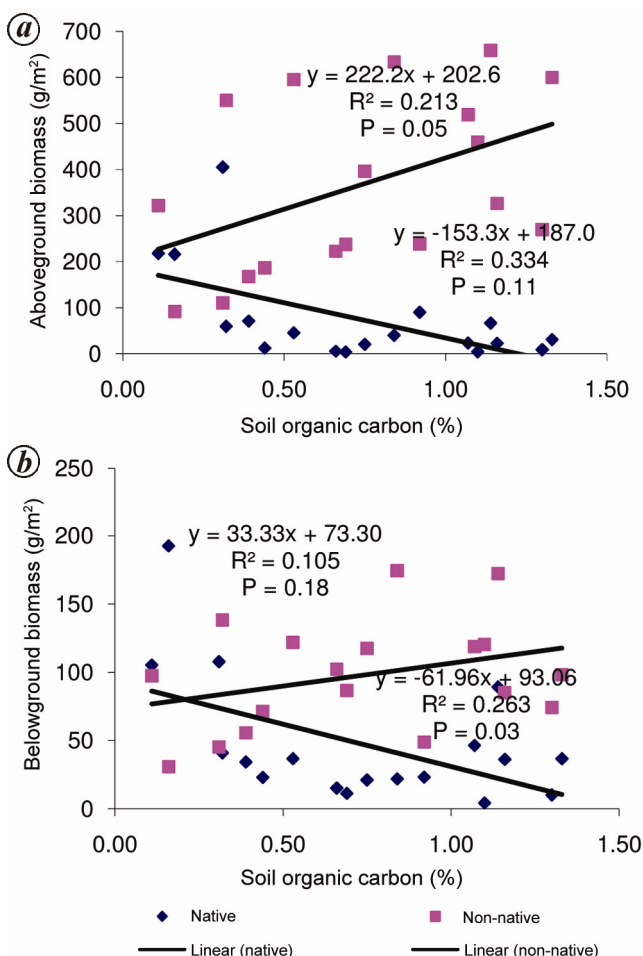 a
700
600
500
400
300
200
100
0
Aboveground biomass (g/m²)
y = 222.2x + 202.6
R² = 0.213
P = 0.05
y = -153.3x + 187.0
R² = 0.334
P = 0.11
0.00 0.50 1.00 1.50
Soil organic carbon (%)
b
250
200
150
100
50
0
Belowground biomass (g/m²)
y = 33.33x + 73.30
R² = 0.105
P = 0.18
y = -61.96x + 93.06
R² = 0.263
P = 0.03
0.00 0.50 1.00 1.50
Soil organic carbon (%)
Native Non-native
Linear (native) Linear (non-native)